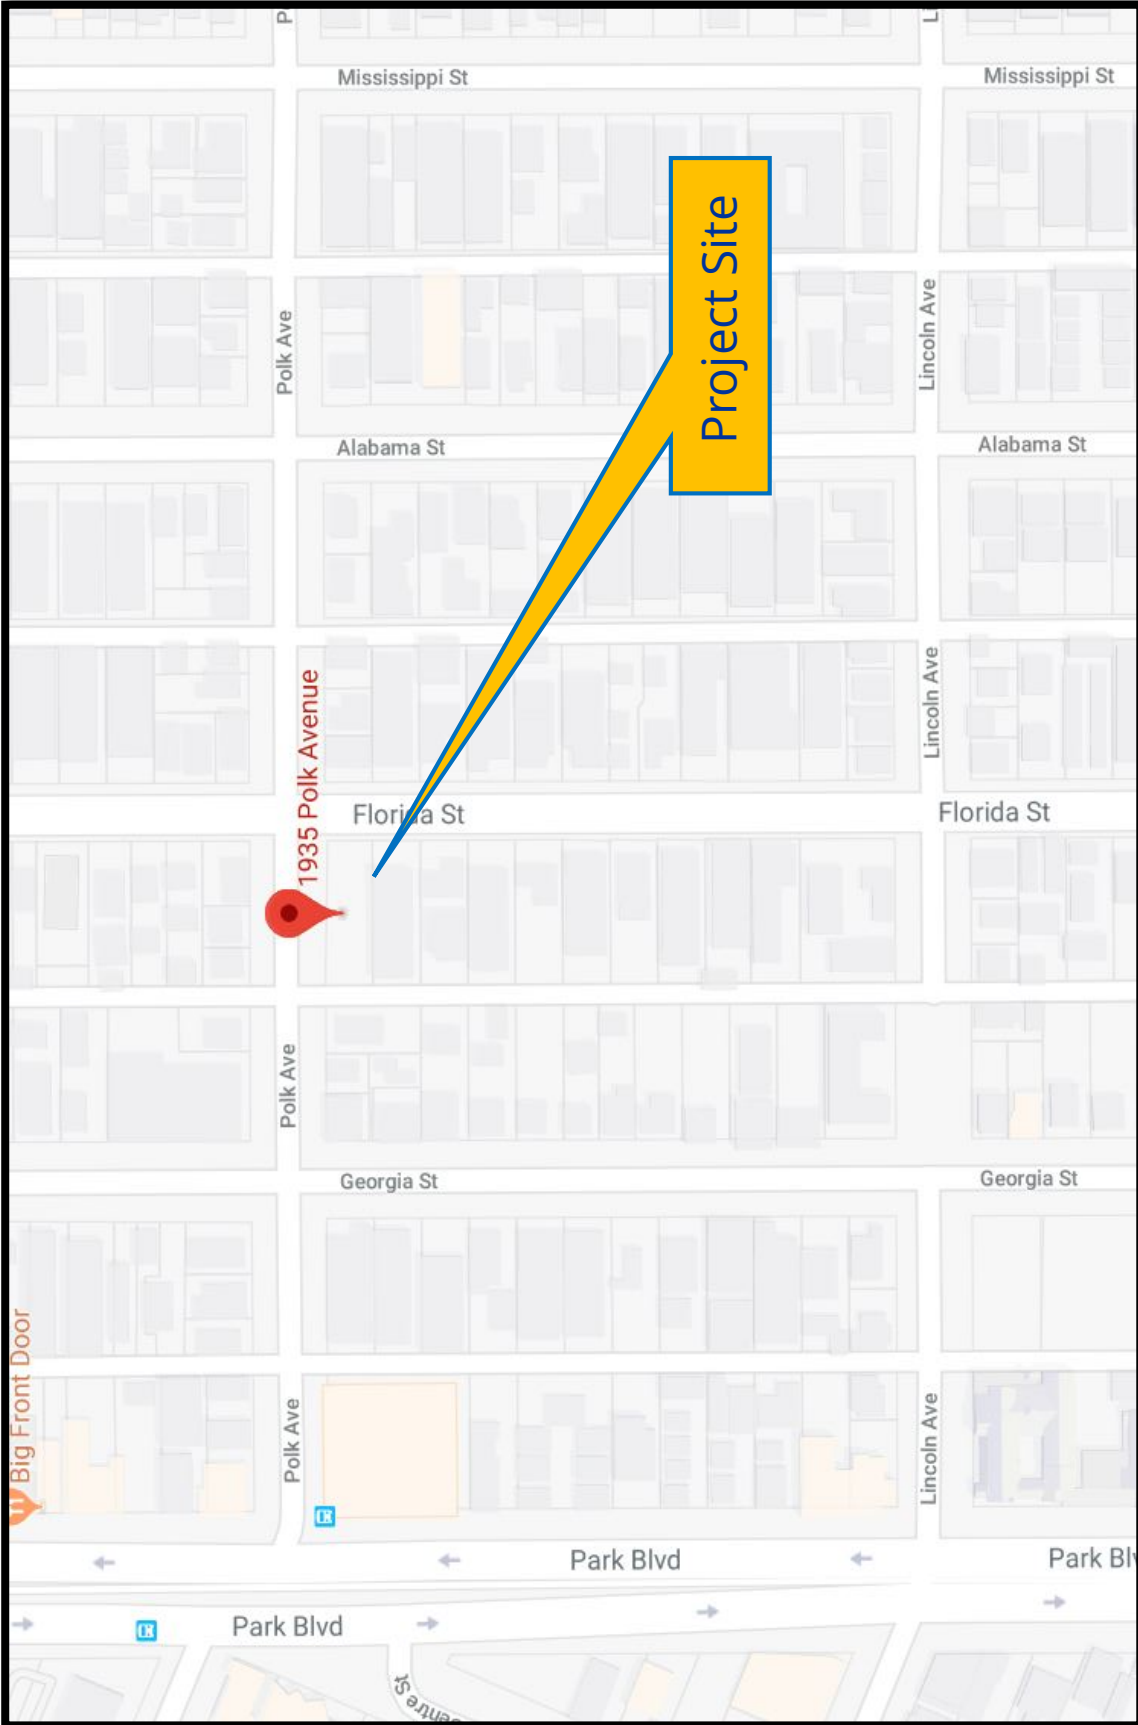 Mississippi St
Mississippi St
Project Site
Polk Ave
Lincoln Ave
Alabama St
Alabama St
1935 Polk Avenue
Lincoln Ave
Florida St
Florida St
Polk Ave
Georgia St
Georgia St
Big Front Door
Polk Ave
Lincoln Ave
Park Blvd
Park Blv
Park Blvd